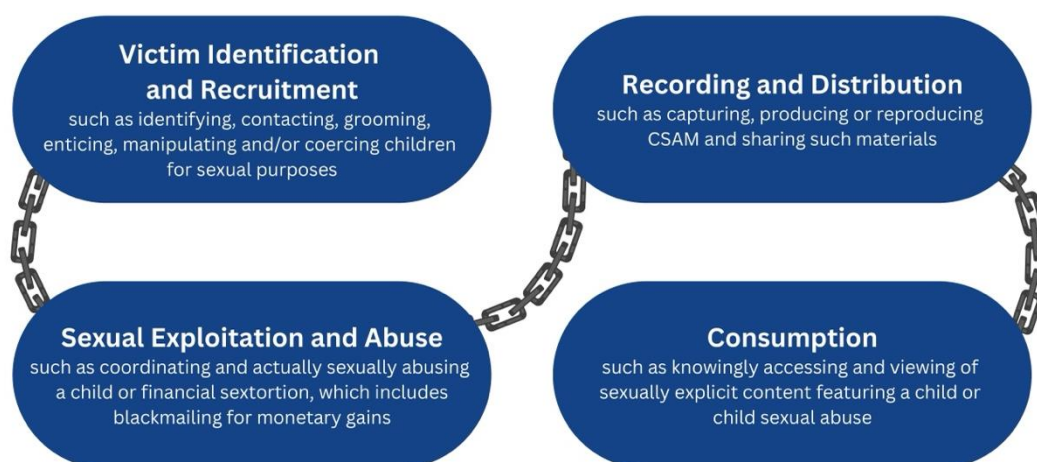 Victim Identification
and Recruitment
such as identifying, contacting, grooming,
enticing, manipulating and/or coercing children
for sexual purposes
Sexual Exploitation and Abuse
such as coordinating and actually sexually abusing
a child or financial sextortion, which includes
blackmailing for monetary gains
Recording and Distribution
such as capturing, producing or reproducing
CSAM and sharing such materials
Consumption
such as knowingly accessing and viewing of
sexually explicit content featuring a child or
child sexual abuse